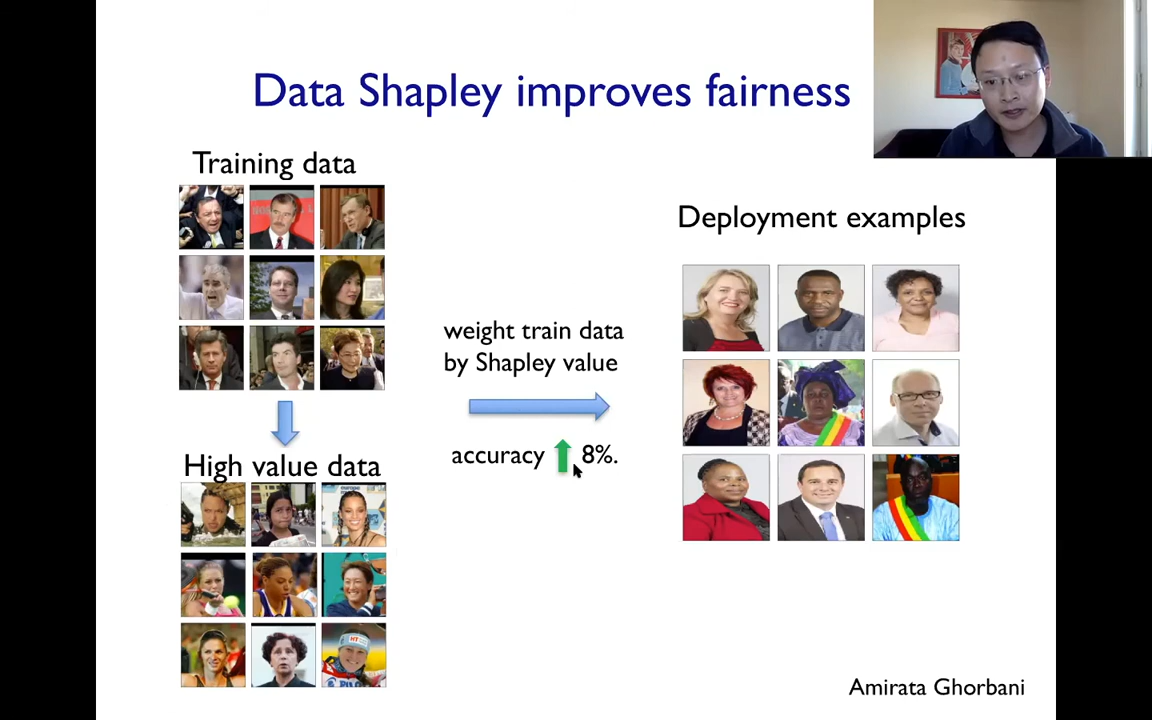 Data Shapley improves fairness
Training data
Deployment examples
weight train data
by Shapley value
accuracy 8%.
High value data
Amirata Ghorbani